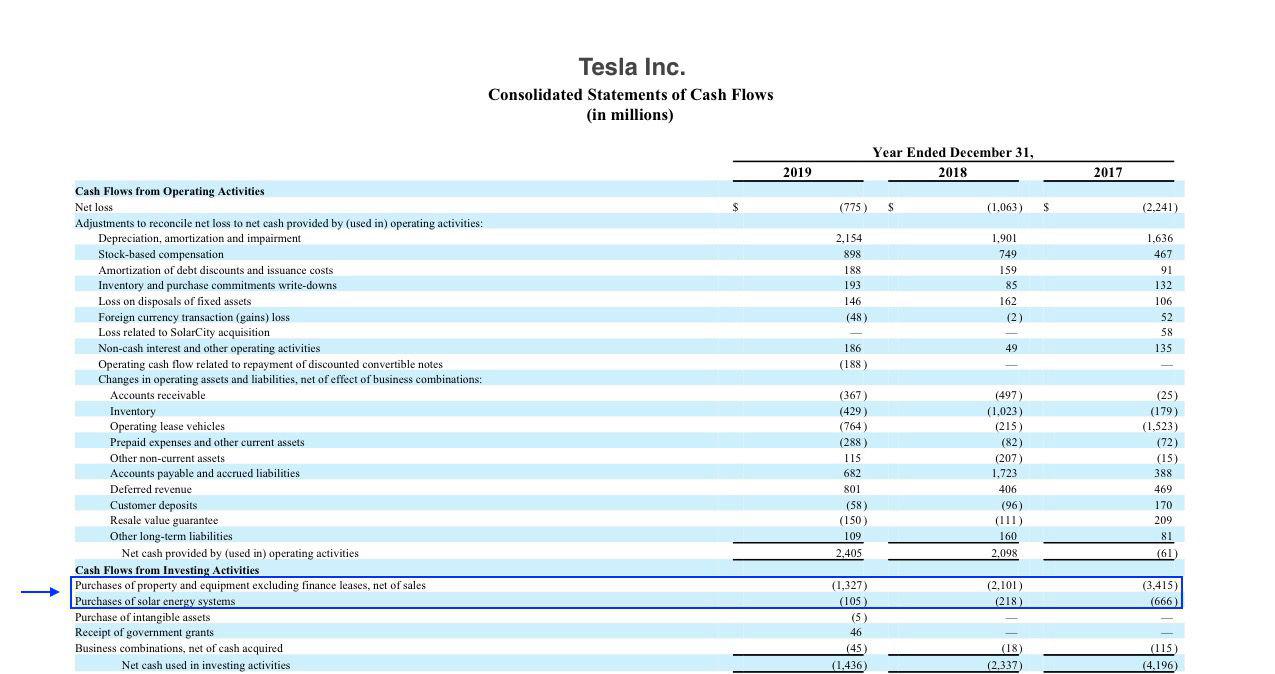 Tesla Inc.
Consolidated Statements of Cash Flows
(in millions)
Year Ended December 31,
2019 2018 2017
Cash Flows from Operating Activities
Net loss $ (775) $ (1,063) $ (2,241)
Adjustments to reconcile net loss to net cash provided by (used in) operating activities:
Depreciation, amortization and impairment 2,154 1,901 1,636
Stock-based compensation 898 749 467
Amortization of debt discounts and issuance costs 188 159 91
Inventory and purchase commitments write-downs 193 85 132
Loss on disposals of fixed assets 146 162 106
Foreign currency transaction (gains) loss (48) (2) 52
Loss related to SolarCity acquisition — — 58
Non-cash interest and other operating activities 186 49 135
Operating cash flow related to repayment of discounted convertible notes (188) — —
Changes in operating assets and liabilities, net of effect of business combinations:
Accounts receivable (367) (497) (25)
Inventory (429) (1,023) (179)
Operating lease vehicles (764) (215) (1,523)
Prepaid expenses and other current assets (288) (82) (72)
Other non-current assets 115 (207) (15)
Accounts payable and accrued liabilities 682 1,723 388
Deferred revenue 801 406 469
Customer deposits (58) (96) 170
Resale value guarantee (150) (111) 209
Other long-term liabilities 109 160 81
Net cash provided by (used in) operating activities 2,405 2,098 (61)
Cash Flows from Investing Activities
Purchases of property and equipment excluding finance leases, net of sales (1,327) (2,101) (3,415)
Purchases of solar energy systems (105) (218) (666)
Purchase of intangible assets (5) — —
Receipt of government grants 46 — —
Business combinations, net of cash acquired (45) (18) (115)
Net cash used in investing activities (1,436) (2,337) (4,196)